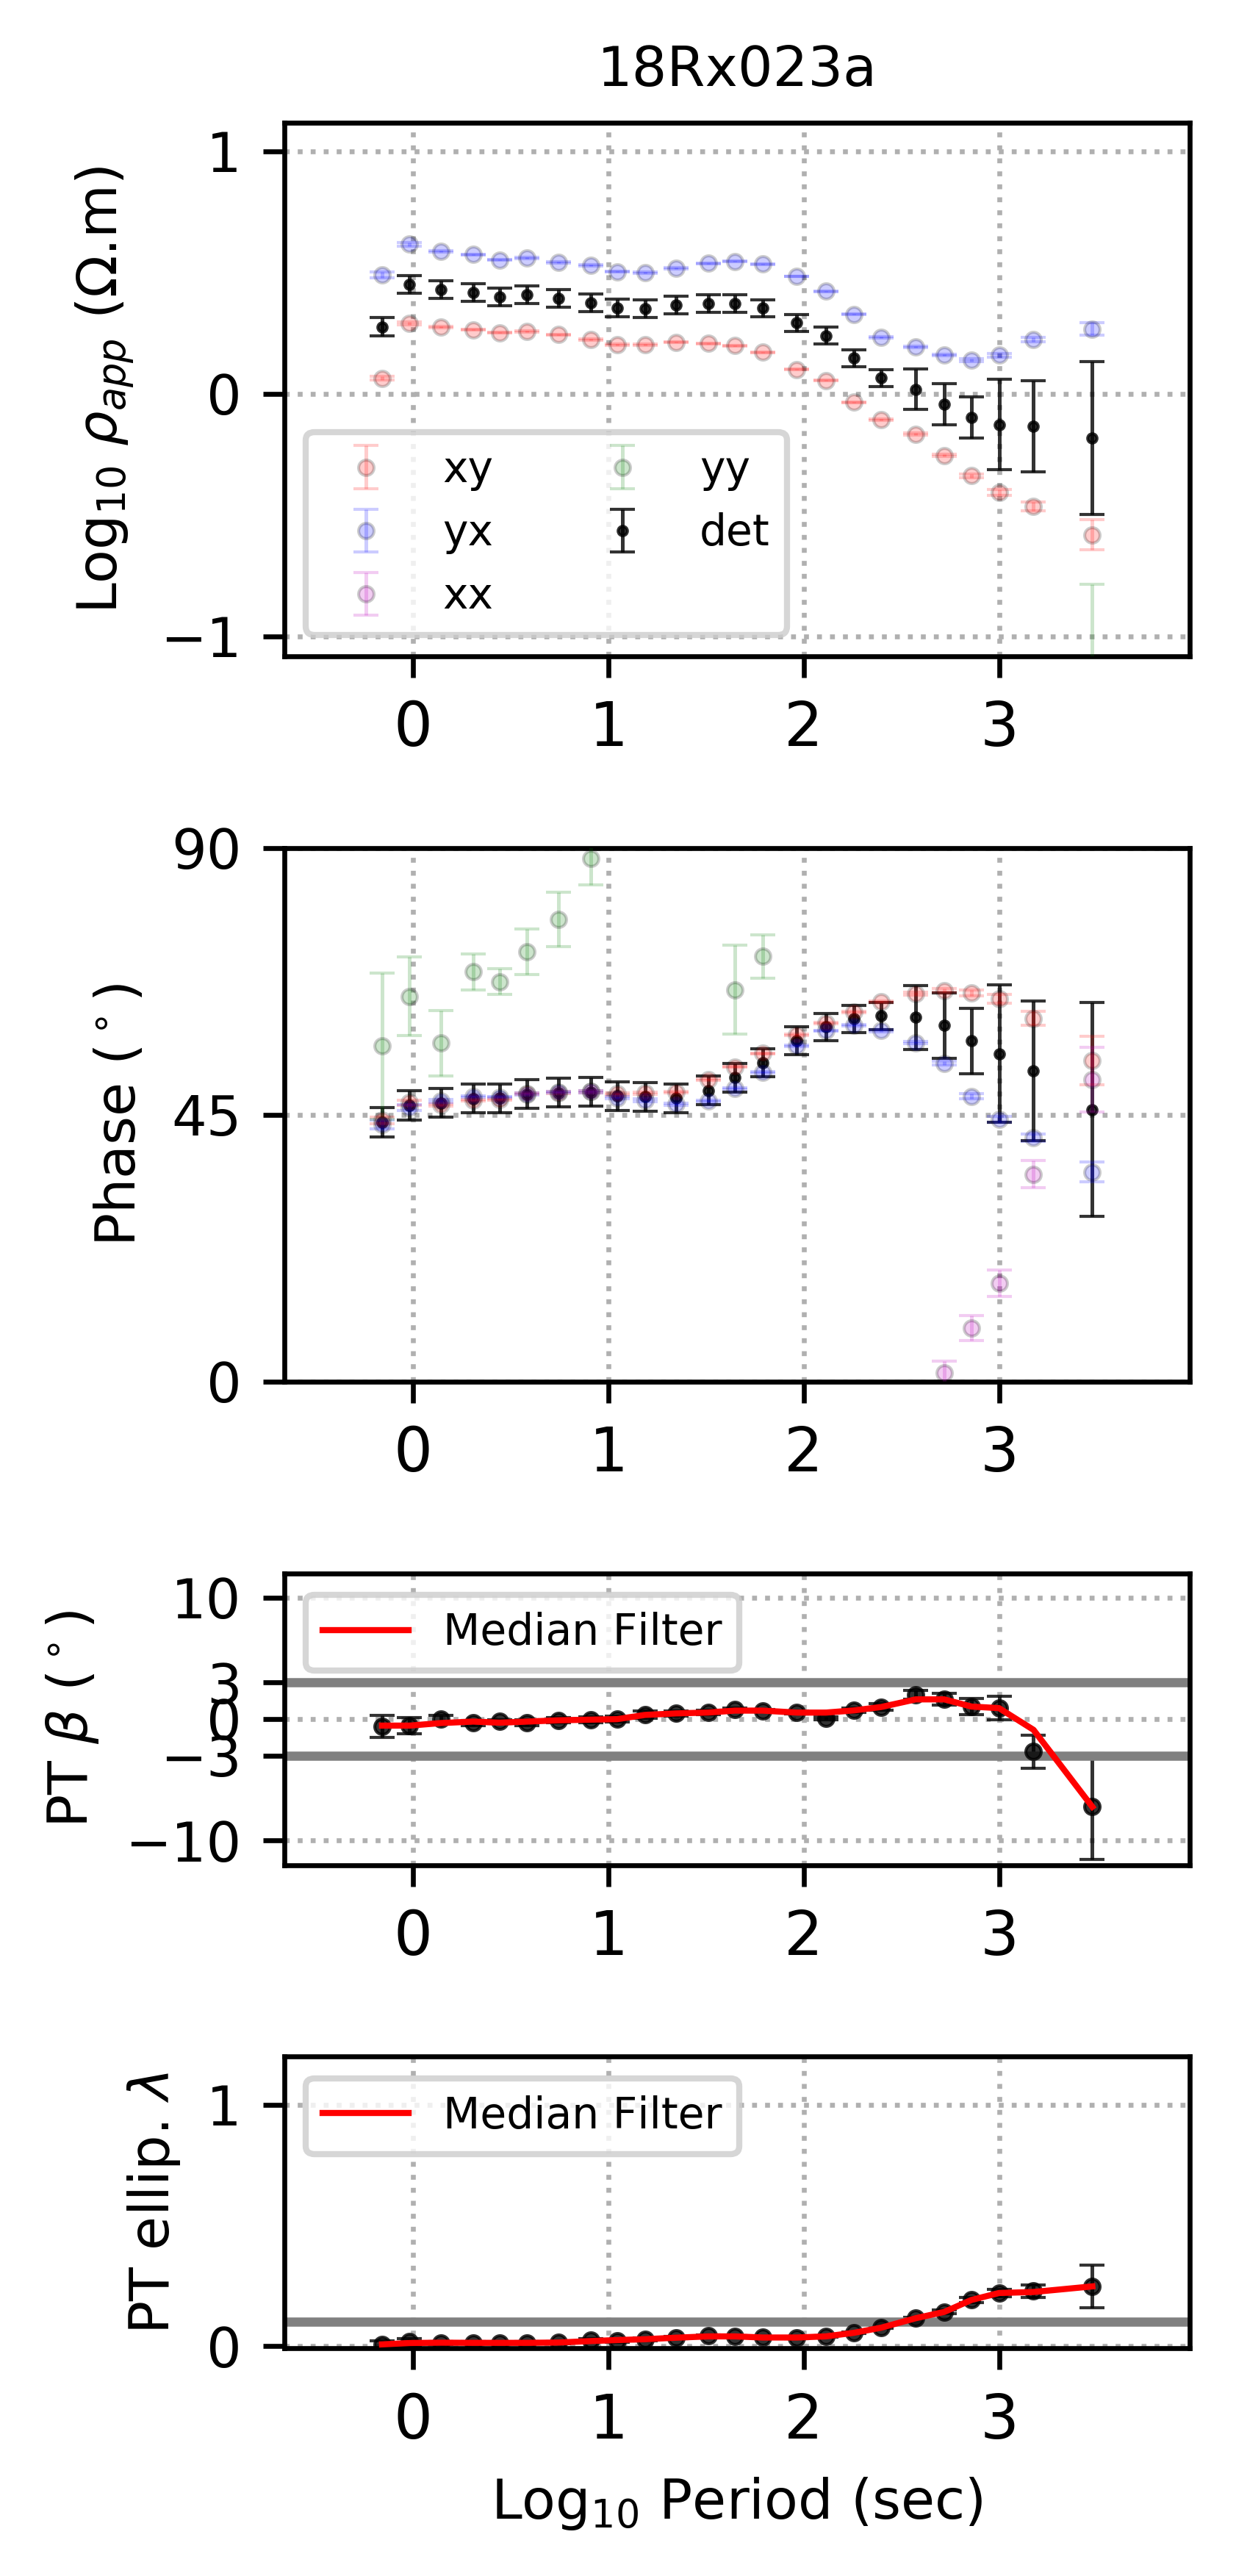 18Rx023a
Log₁₀ ρₐₚₚ (Ω.m)
1
0
−1
xy
yx
xx
yy
det
0 1 2 3
Phase (°)
90
45
0
0 1 2 3
PT β (°)
10
3
0
−3
−10
Median Filter
0 1 2 3
PT ellip. λ
1
0
Median Filter
0 1 2 3
Log₁₀ Period (sec)